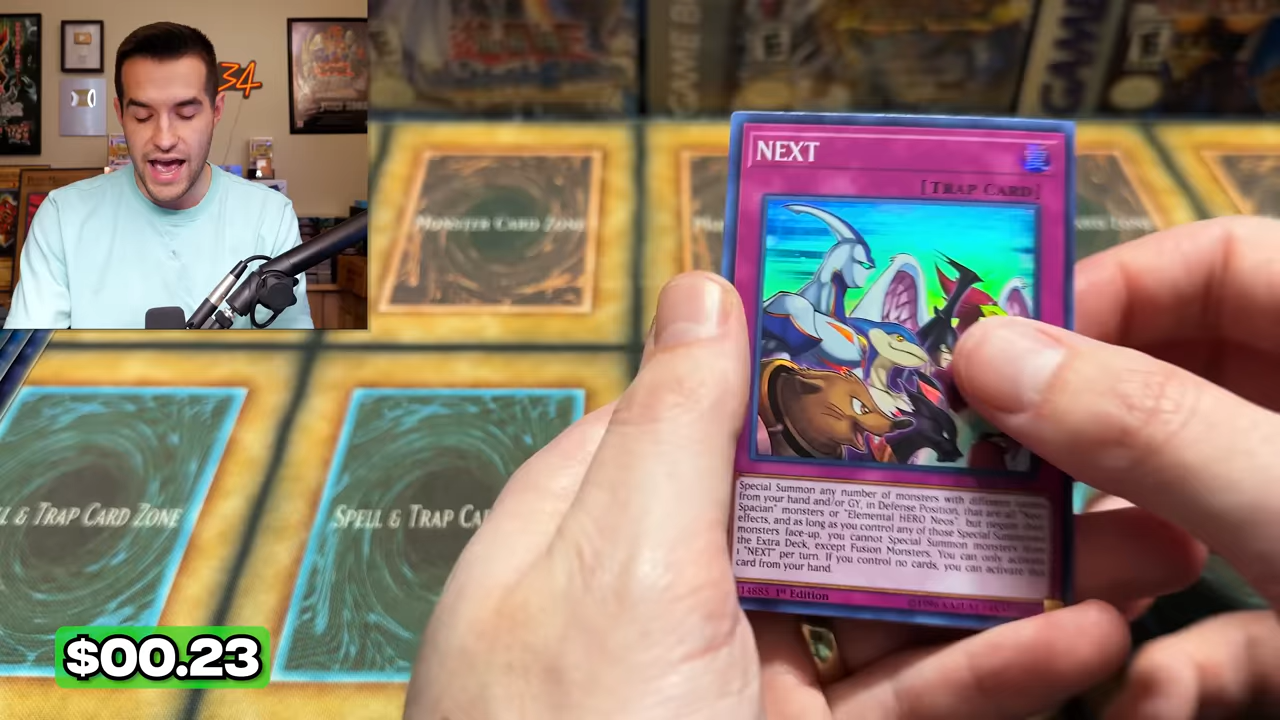 34
GAME B
E
E
GAME
MONSTER CARD ZONE
NEXT
[TRAP CARD]
Special Summon any number of monsters with different
from your hand and/or GY, in Defense Position, that are all "Neo
Spacian" monsters or "Elemental HERO Neos", but negate their
effects, and as long as you control any of those Special Summoned
monsters face-up, you cannot Special Summon monsters from
the Extra Deck, except Fusion Monsters. You can only activate
1 "NEXT" per turn. If you control no cards, you can activate this
card from your hand.
14885 1st Edition
L & TRAP CARD ZONE
SPELL & TRAP CA
$00.23